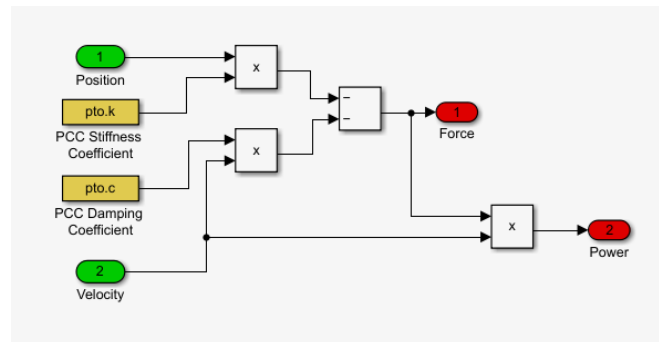 1
Position
x
pto.k
PCC Stiffness
Coefficient
−
−
1
Force
x
pto.c
PCC Damping
Coefficient
x
2
Power
2
Velocity